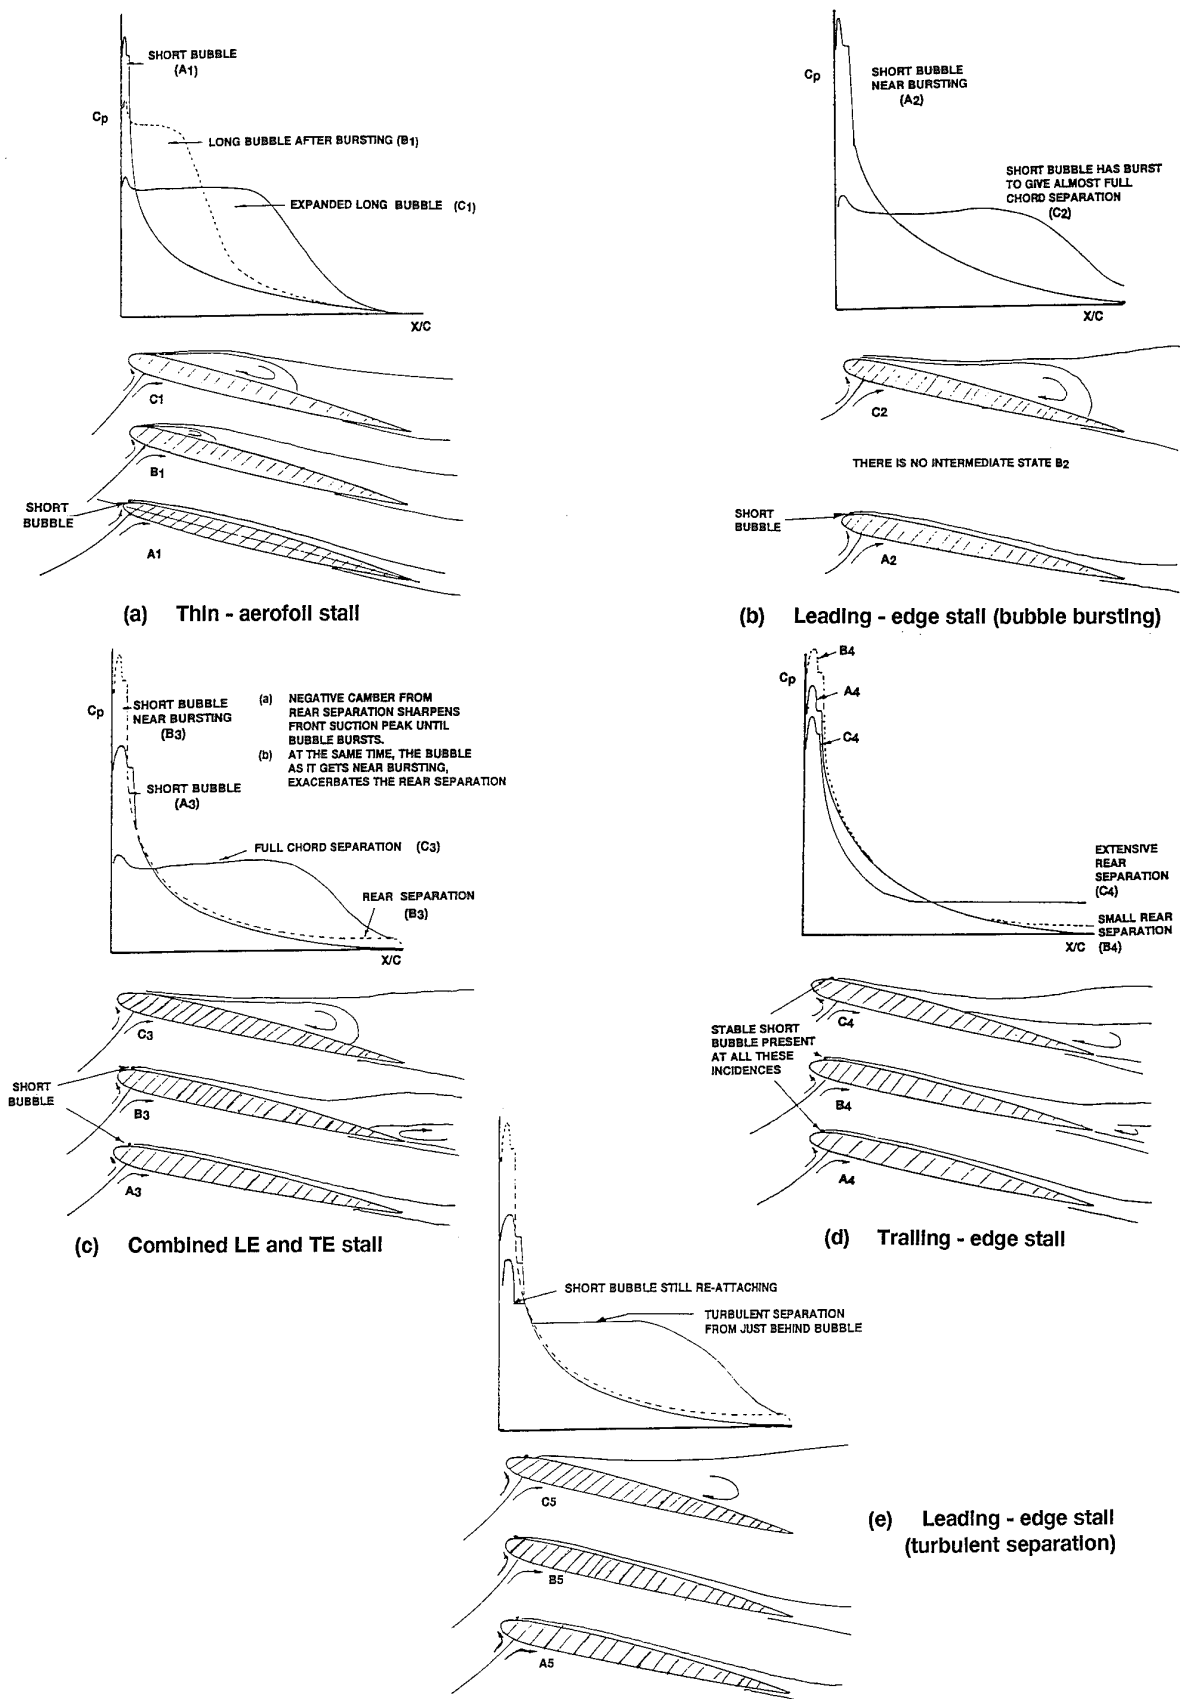 SHORT BUBBLE
(A1)
Cp
LONG BUBBLE AFTER BURSTING (B1)
EXPANDED LONG BUBBLE (C1)
X/C
C1
B1
SHORT
BUBBLE
A1
(a) Thin - aerofoil stall
Cp
SHORT BUBBLE
NEAR BURSTING
(A2)
SHORT BUBBLE HAS BURST
TO GIVE ALMOST FULL
CHORD SEPARATION
(C2)
X/C
C2
THERE IS NO INTERMEDIATE STATE B2
SHORT
BUBBLE
A2
(b) Leading - edge stall (bubble bursting)
Cp
SHORT BUBBLE
NEAR BURSTING
(B3)
SHORT BUBBLE
(A3)
(a) NEGATIVE CAMBER FROM
REAR SEPARATION SHARPENS
FRONT SUCTION PEAK UNTIL
BUBBLE BURSTS.
(b) AT THE SAME TIME, THE BUBBLE
AS IT GETS NEAR BURSTING,
EXACERBATES THE REAR SEPARATION
FULL CHORD SEPARATION (C3)
REAR SEPARATION
(B3)
X/C
C3
SHORT
BUBBLE
B3
A3
(c) Combined LE and TE stall
Cp
B4
A4
C4
EXTENSIVE
REAR
SEPARATION
(C4)
SMALL REAR
SEPARATION
(B4)
X/C
C4
STABLE SHORT
BUBBLE PRESENT
AT ALL THESE
INCIDENCES
B4
A4
(d) Trailing - edge stall
SHORT BUBBLE STILL RE-ATTACHING
TURBULENT SEPARATION
FROM JUST BEHIND BUBBLE
C5
B5
A5
(e) Leading - edge stall
(turbulent separation)